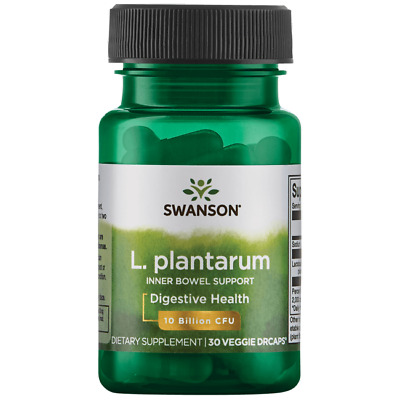 SWANSON®
L. plantarum
INNER BOWEL SUPPORT
Digestive Health
10 Billion CFU
DIETARY SUPPLEMENT | 30 VEGGIE DRCAPS*